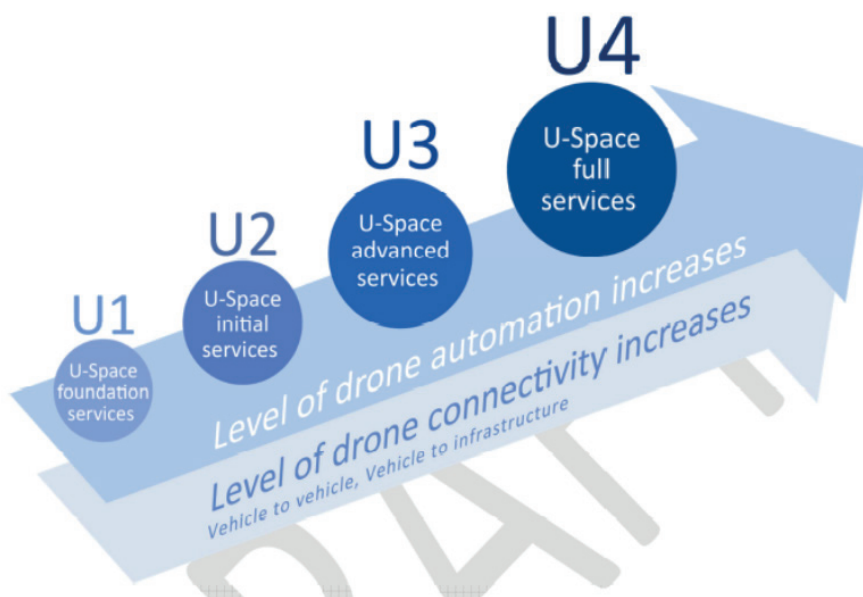 U1
U-Space
foundation
services
U2
U-Space
initial
services
U3
U-Space
advanced
services
U4
U-Space
full
services
Level of drone automation increases
Level of drone connectivity increases
Vehicle to vehicle, Vehicle to infrastructure